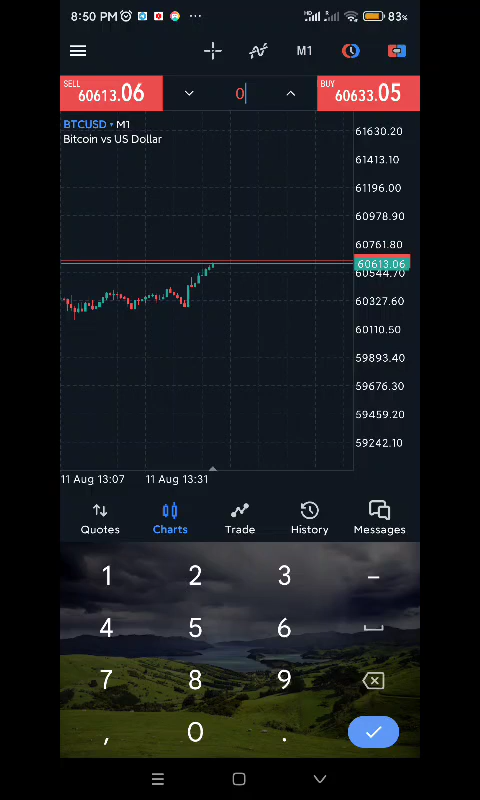 8:50 PM
83%
M1
SELL
60613.06
0
BUY
60633.05
BTCUSD • M1
Bitcoin vs US Dollar
61630.20
61413.10
61196.00
60978.90
60761.80
60613.06
60544.70
60327.60
60110.50
59893.40
59676.30
59459.20
59242.10
11 Aug 13:07 11 Aug 13:31
Quotes Charts Trade History Messages
1 2 3 –
4 5 6
7 8 9
, 0 .